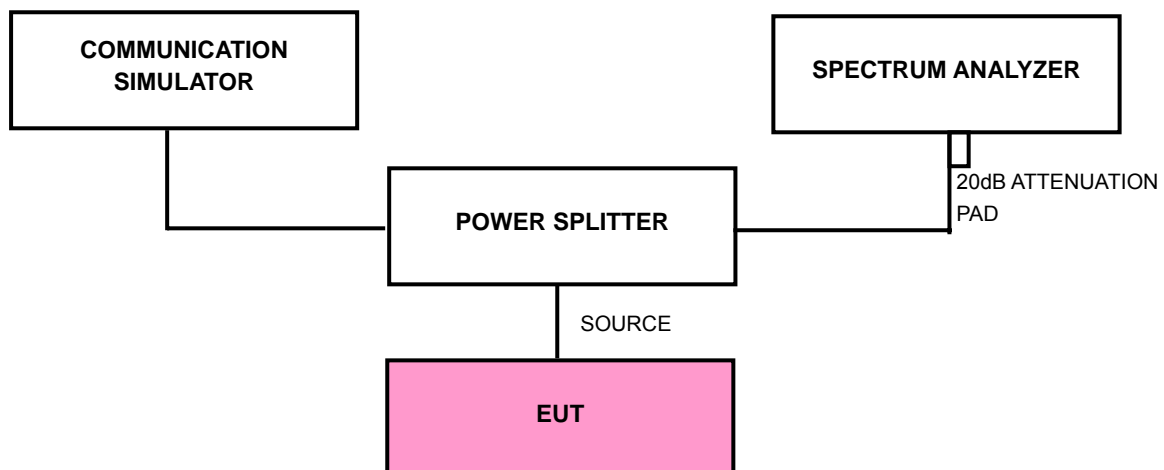 COMMUNICATION
SIMULATOR
SPECTRUM ANALYZER
20dB ATTENUATION
PAD
POWER SPLITTER
SOURCE
EUT